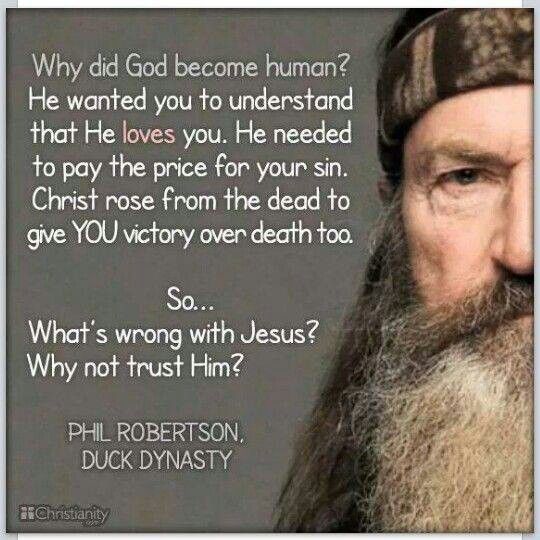 Why did God become human?
He wanted you to understand
that He loves you. He needed
to pay the price for your sin.
Christ rose from the dead to
give YOU victory over death too.
So...
What's wrong with Jesus?
Why not trust Him?
PHIL ROBERTSON,
DUCK DYNASTY
Christianity
.com